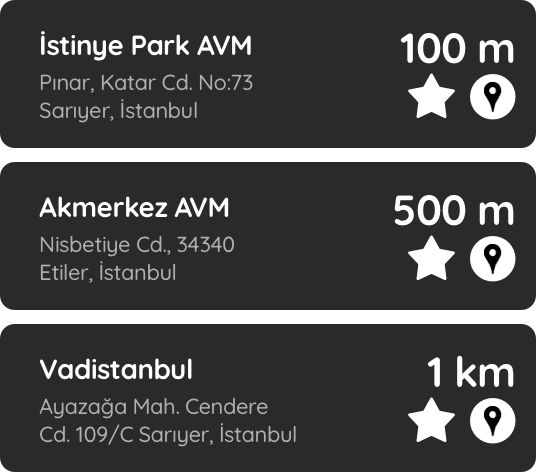 İstinye Park AVM
100 m
Pınar, Katar Cd. No:73
Sarıyer, İstanbul
Akmerkez AVM
500 m
Nisbetiye Cd., 34340
Etiler, İstanbul
Vadistanbul
1 km
Ayazağa Mah. Cendere
Cd. 109/C Sarıyer, İstanbul